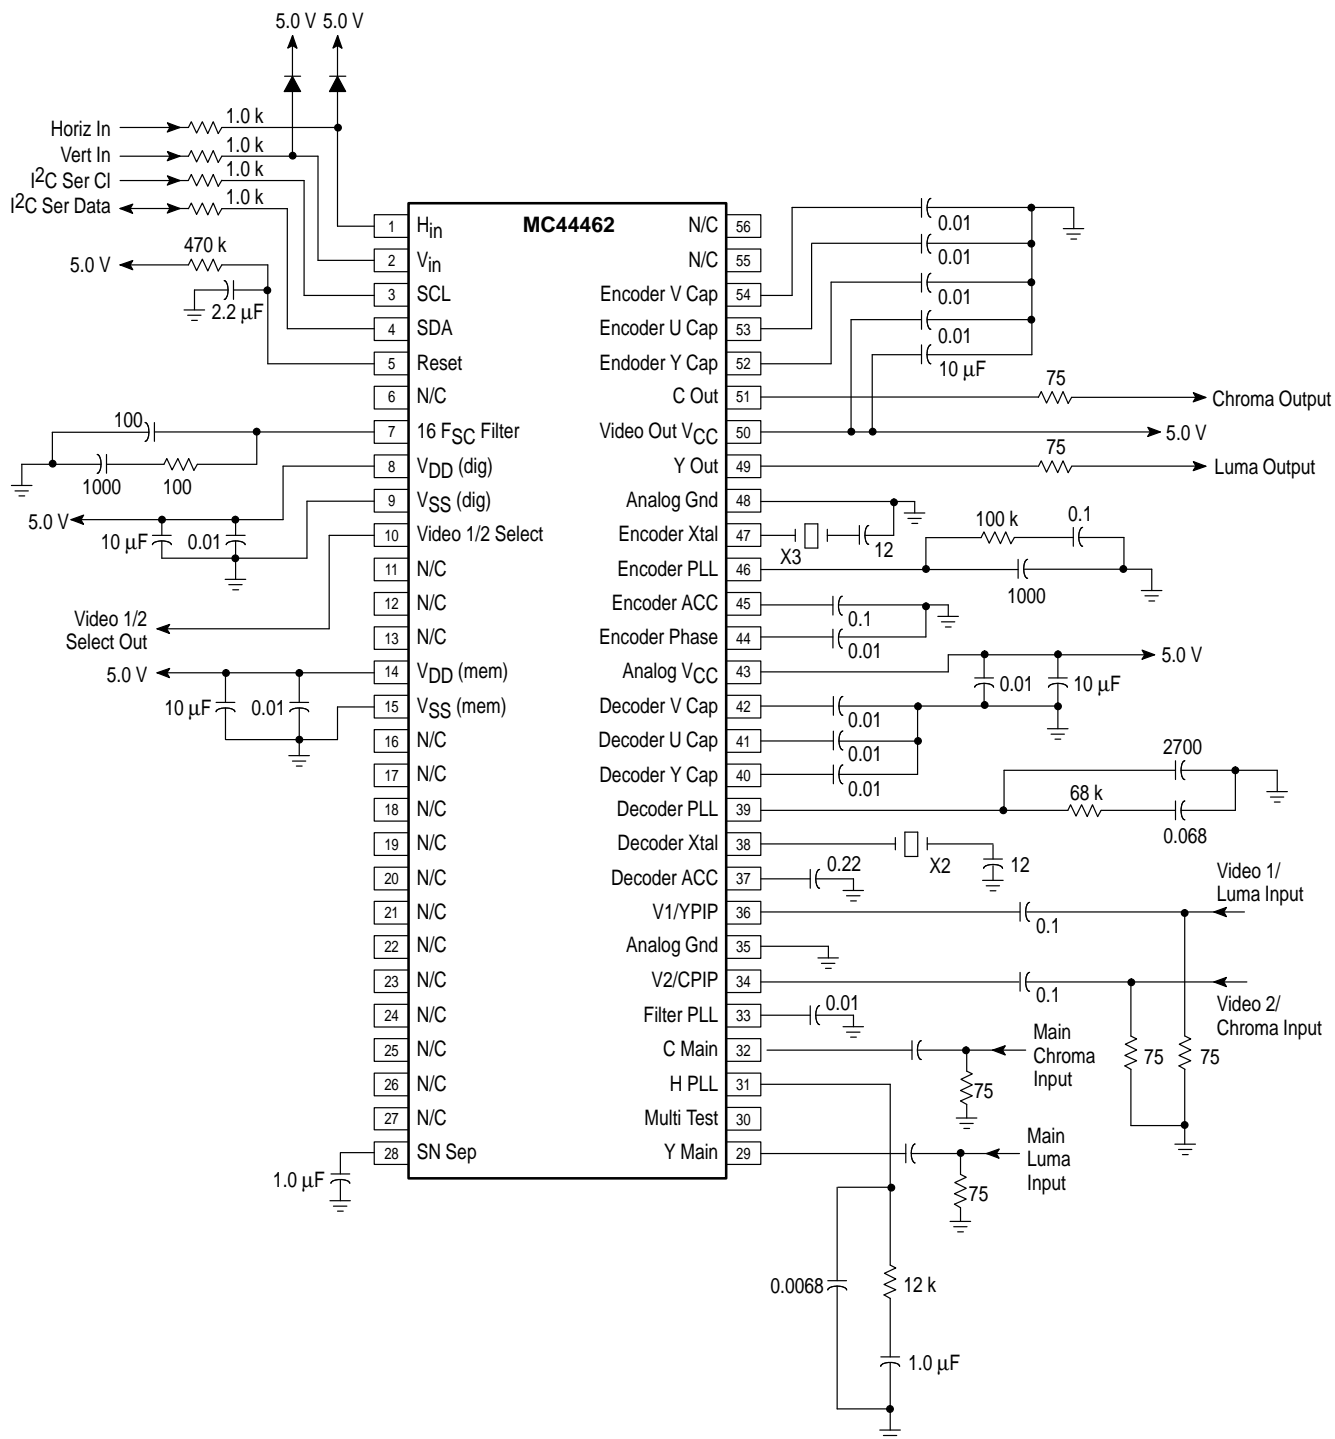 5.0 V 5.0 V
Horiz In
1.0 k
Vert In
1.0 k
I2C Ser Cl
1.0 k
I2C Ser Data
1.0 k
470 k
5.0 V
2.2 µF
100
1000
100
5.0 V
10 µF
0.01
Video 1/2
Select Out
5.0 V
10 µF
0.01
1.0 µF
MC44462
1 Hin
2 Vin
3 SCL
4 SDA
5 Reset
6 N/C
7 16 FSC Filter
8 VDD (dig)
9 VSS (dig)
10 Video 1/2 Select
11 N/C
12 N/C
13 N/C
14 VDD (mem)
15 VSS (mem)
16 N/C
17 N/C
18 N/C
19 N/C
20 N/C
21 N/C
22 N/C
23 N/C
24 N/C
25 N/C
26 N/C
27 N/C
28 SN Sep
N/C 56
N/C 55
Encoder V Cap 54
Encoder U Cap 53
Endoder Y Cap 52
C Out 51
Video Out VCC 50
Y Out 49
Analog Gnd 48
Encoder Xtal 47
Encoder PLL 46
Encoder ACC 45
Encoder Phase 44
Analog VCC 43
Decoder V Cap 42
Decoder U Cap 41
Decoder Y Cap 40
Decoder PLL 39
Decoder Xtal 38
Decoder ACC 37
V1/YPIP 36
Analog Gnd 35
V2/CPIP 34
Filter PLL 33
C Main 32
H PLL 31
Multi Test 30
Y Main 29
0.01
0.01
0.01
0.01
10 µF
75
Chroma Output
5.0 V
75
Luma Output
X3
12
100 k
0.1
1000
0.1
0.01
5.0 V
0.01
10 µF
0.01
0.01
0.01
2700
68 k
0.068
X2
12
0.22
Video 1/
Luma Input
0.1
0.1
Video 2/
Chroma Input
0.01
75
75
Main
Chroma
Input
75
Main
Luma
Input
75
0.0068
12 k
1.0 µF